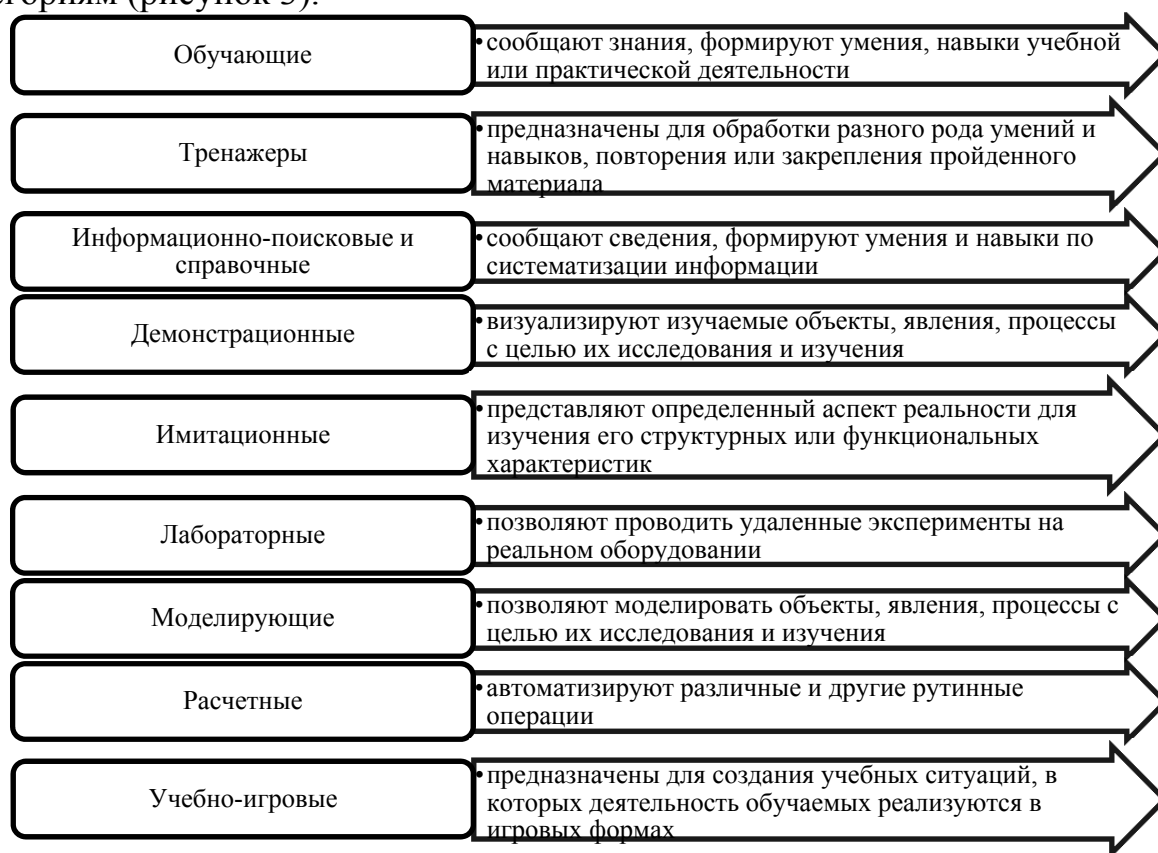 гориям (рисунок 3).
Обучающие
•сообщают знания, формируют умения, навыки учебной
или практической деятельности
Тренажеры
•предназначены для обработки разного рода умений и
навыков, повторения или закрепления пройденного
материала
Информационно-поисковые и
справочные
•сообщают сведения, формируют умения и навыки по
систематизации информации
Демонстрационные
•визуализируют изучаемые объекты, явления, процессы
с целью их исследования и изучения
Имитационные
•представляют определенный аспект реальности для
изучения его структурных или функциональных
характеристик
Лабораторные
•позволяют проводить удаленные эксперименты на
реальном оборудовании
Моделирующие
•позволяют моделировать объекты, явления, процессы с
целью их исследования и изучения
Расчетные
•автоматизируют различные и другие рутинные
операции
Учебно-игровые
•предназначены для создания учебных ситуаций, в
которых деятельность обучаемых реализуются в
игровых формах